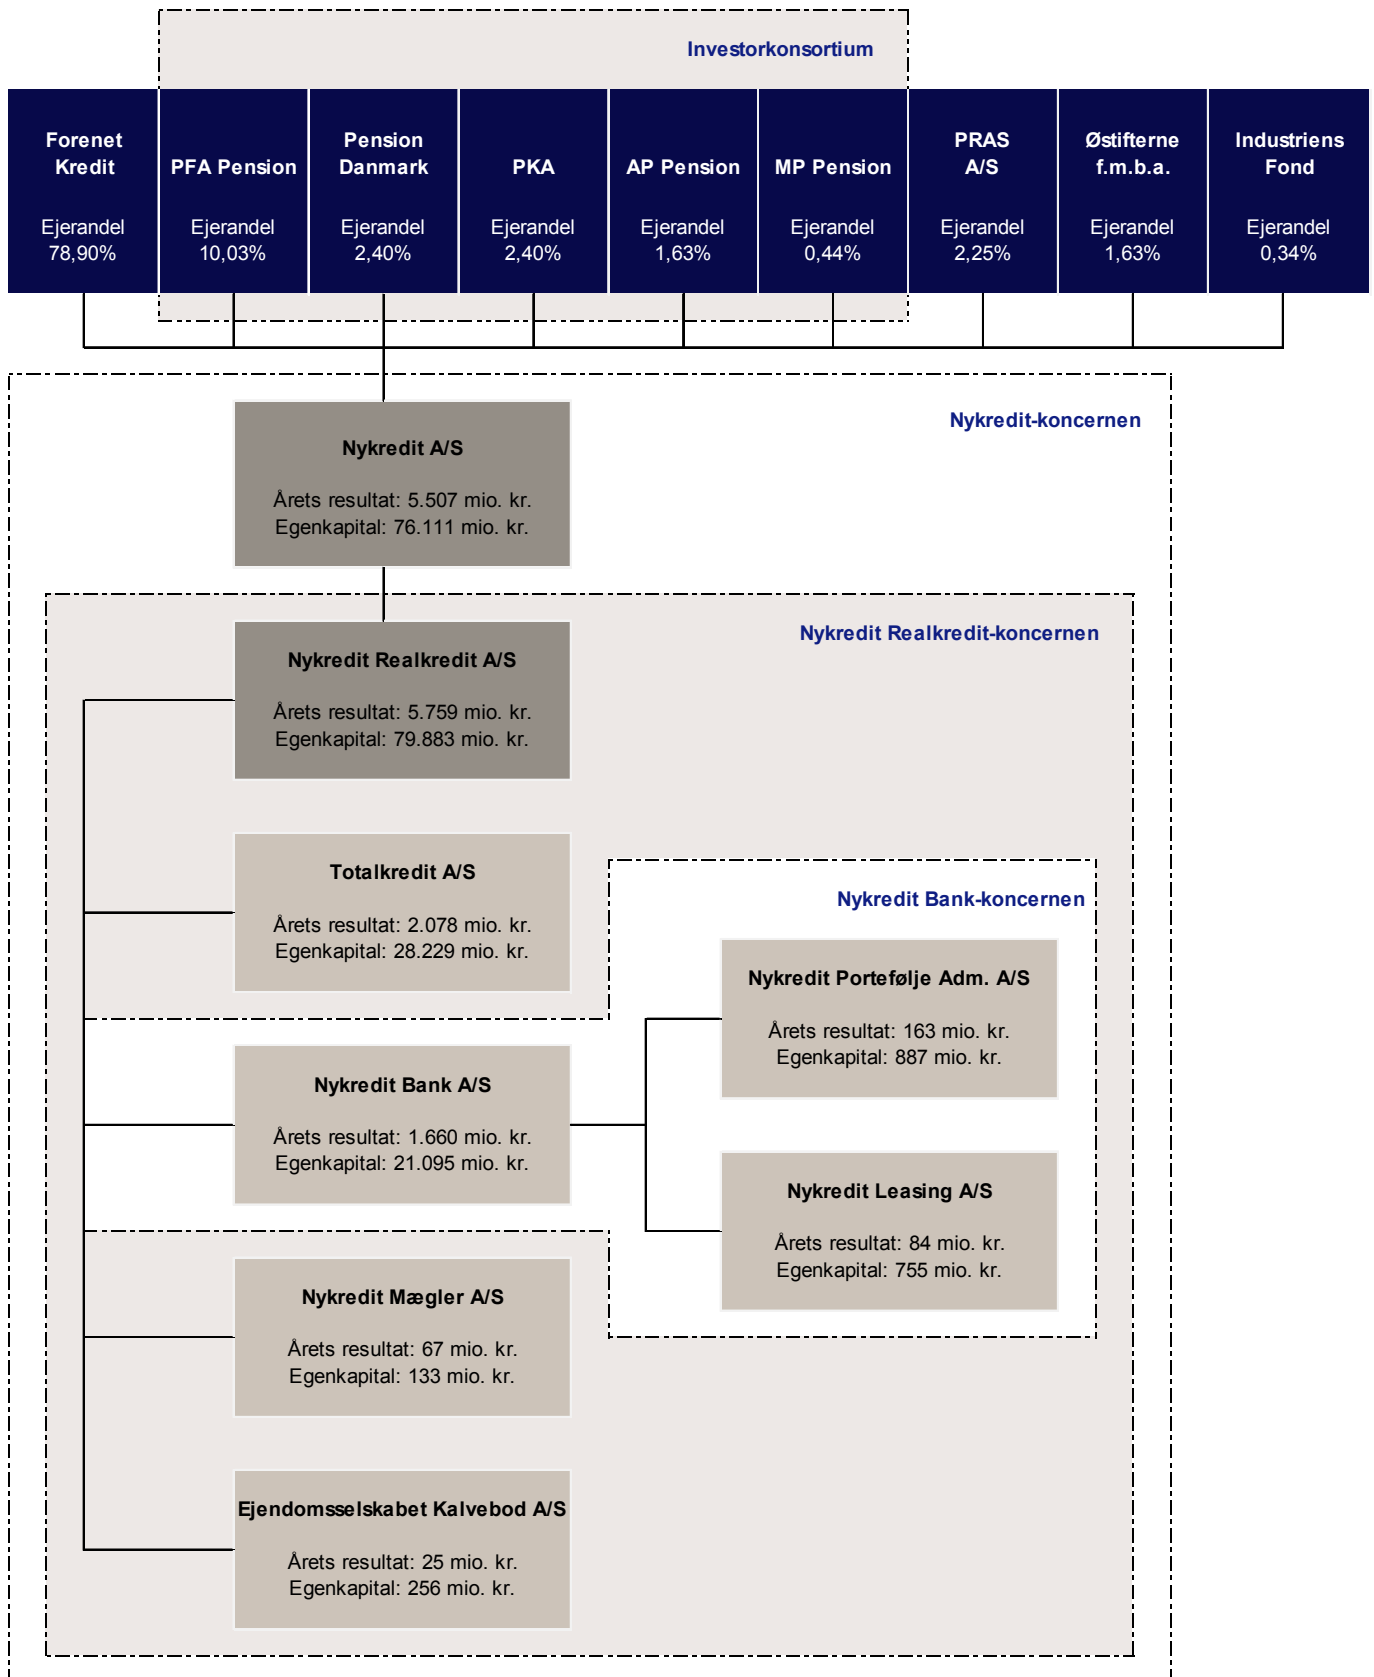 Investorkonsortium
Forenet
Kredit
Ejerandel
78,90%
PFA Pension
Ejerandel
10,03%
Pension
Danmark
Ejerandel
2,40%
PKA
Ejerandel
2,40%
AP Pension
Ejerandel
1,63%
MP Pension
Ejerandel
0,44%
PRAS
A/S
Ejerandel
2,25%
Østifterne
f.m.b.a.
Ejerandel
1,63%
Industriens
Fond
Ejerandel
0,34%
Nykredit-koncernen
Nykredit A/S
Årets resultat: 5.507 mio. kr.
Egenkapital: 76.111 mio. kr.
Nykredit Realkredit-koncernen
Nykredit Realkredit A/S
Årets resultat: 5.759 mio. kr.
Egenkapital: 79.883 mio. kr.
Totalkredit A/S
Årets resultat: 2.078 mio. kr.
Egenkapital: 28.229 mio. kr.
Nykredit Bank-koncernen
Nykredit Portefølje Adm. A/S
Årets resultat: 163 mio. kr.
Egenkapital: 887 mio. kr.
Nykredit Bank A/S
Årets resultat: 1.660 mio. kr.
Egenkapital: 21.095 mio. kr.
Nykredit Leasing A/S
Årets resultat: 84 mio. kr.
Egenkapital: 755 mio. kr.
Nykredit Mægler A/S
Årets resultat: 67 mio. kr.
Egenkapital: 133 mio. kr.
Ejendomsselskabet Kalvebod A/S
Årets resultat: 25 mio. kr.
Egenkapital: 256 mio. kr.